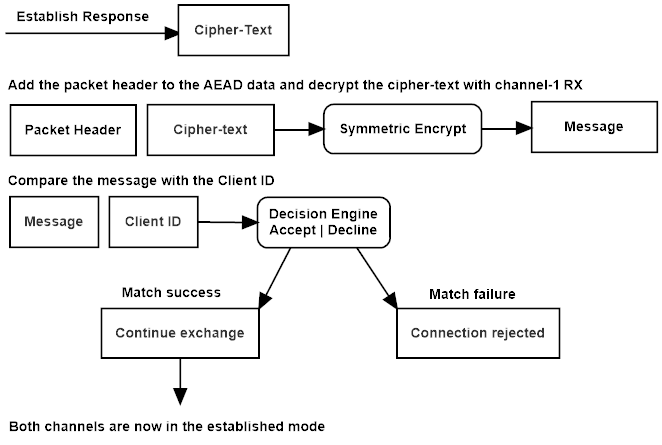 Establish Response
Cipher-Text
Add the packet header to the AEAD data and decrypt the cipher-text with channel-1 RX
Packet Header
Cipher-text
Symmetric Encrypt
Message
Compare the message with the Client ID
Message
Client ID
Decision Engine
Accept | Decline
Match success
Match failure
Continue exchange
Connection rejected
Both channels are now in the established mode